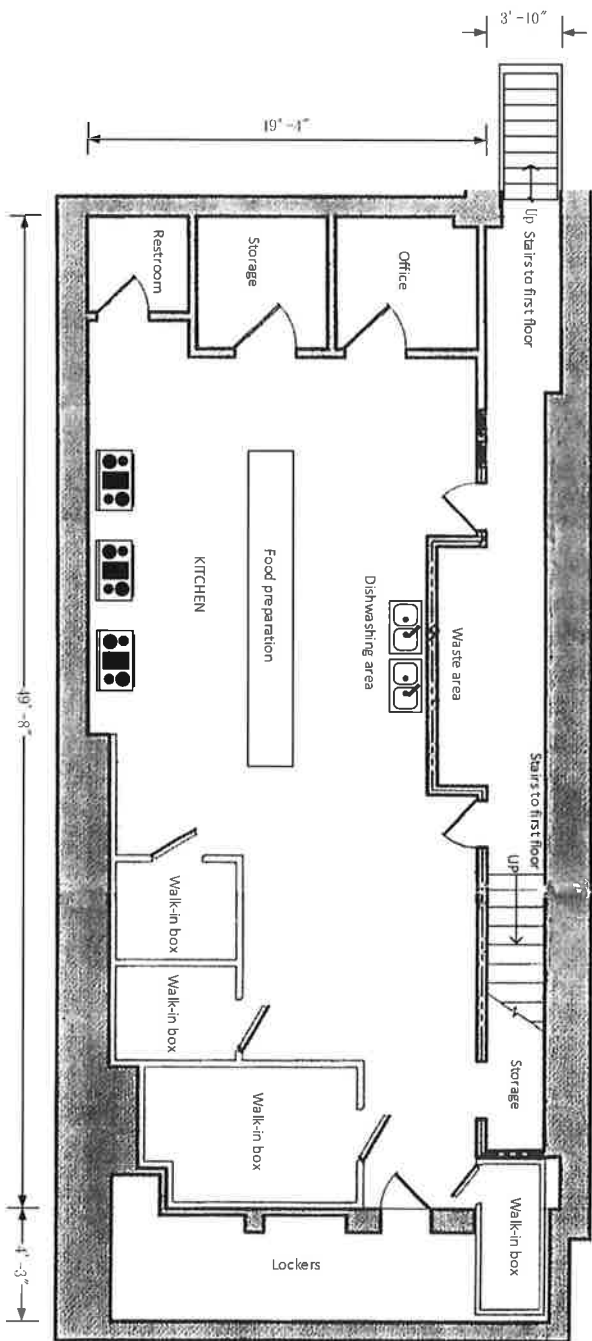 3'-10"
19'-4"
Up Stairs to first floor
Restroom
Storage
Office
KITCHEN
Food preparation
Dishwashing area
Waste area
49'-8"
Stairs to first floor
UP
Walk-in box
Walk-in box
Walk-in box
Storage
Walk-in box
Lockers
4'-3"